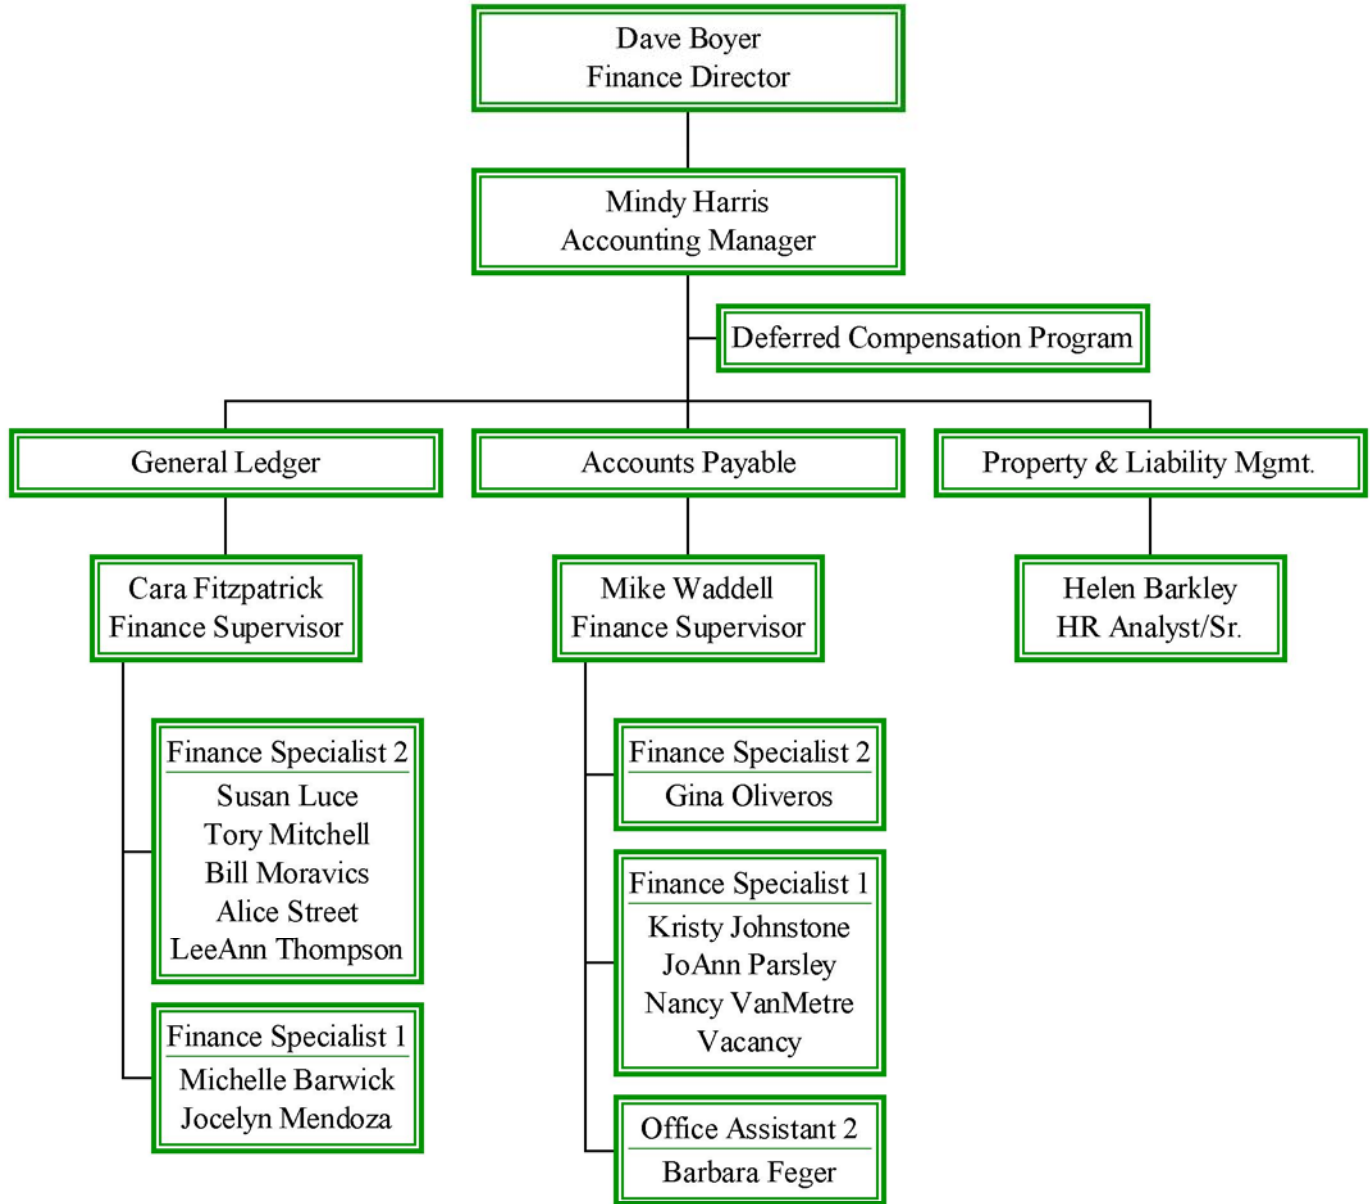 Dave Boyer
Finance Director
Mindy Harris
Accounting Manager
Deferred Compensation Program
General Ledger
Accounts Payable
Property & Liability Mgmt.
Cara Fitzpatrick
Finance Supervisor
Mike Waddell
Finance Supervisor
Helen Barkley
HR Analyst/Sr.
Finance Specialist 2
Susan Luce
Tory Mitchell
Bill Moravics
Alice Street
LeeAnn Thompson
Finance Specialist 1
Michelle Barwick
Jocelyn Mendoza
Finance Specialist 2
Gina Oliveros
Finance Specialist 1
Kristy Johnstone
JoAnn Parsley
Nancy VanMetre
Vacancy
Office Assistant 2
Barbara Feger